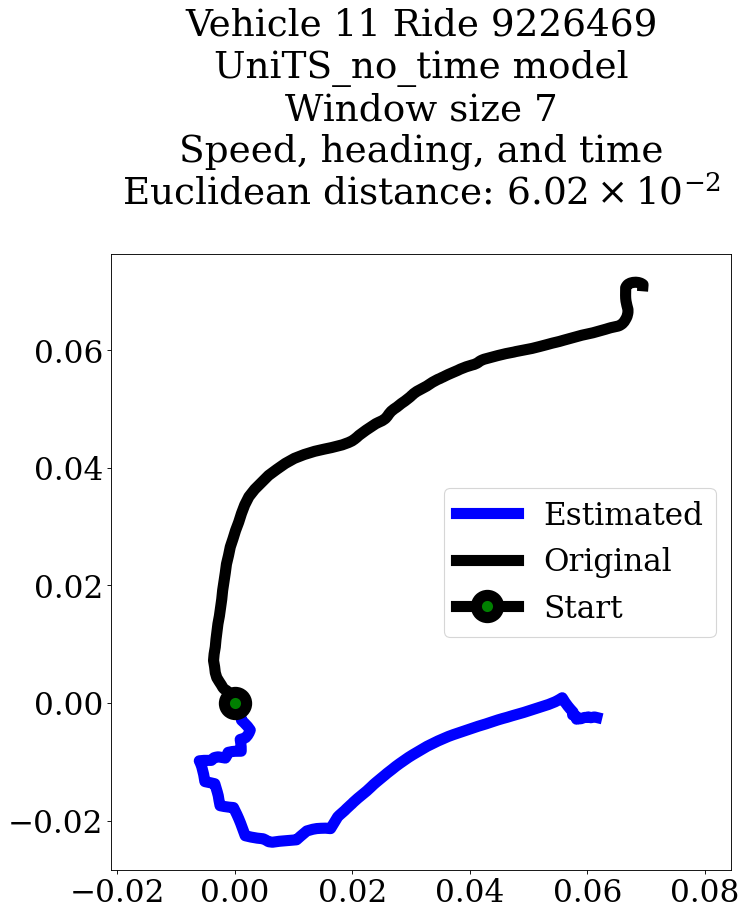 Vehicle 11 Ride 9226469
UniTS_no_time model
Window size 7
Speed, heading, and time
Euclidean distance: 6.02 × 10⁻²
0.06
0.04
Estimated
Original
0.02
Start
0.00
−0.02
−0.02 0.00 0.02 0.04 0.06 0.08